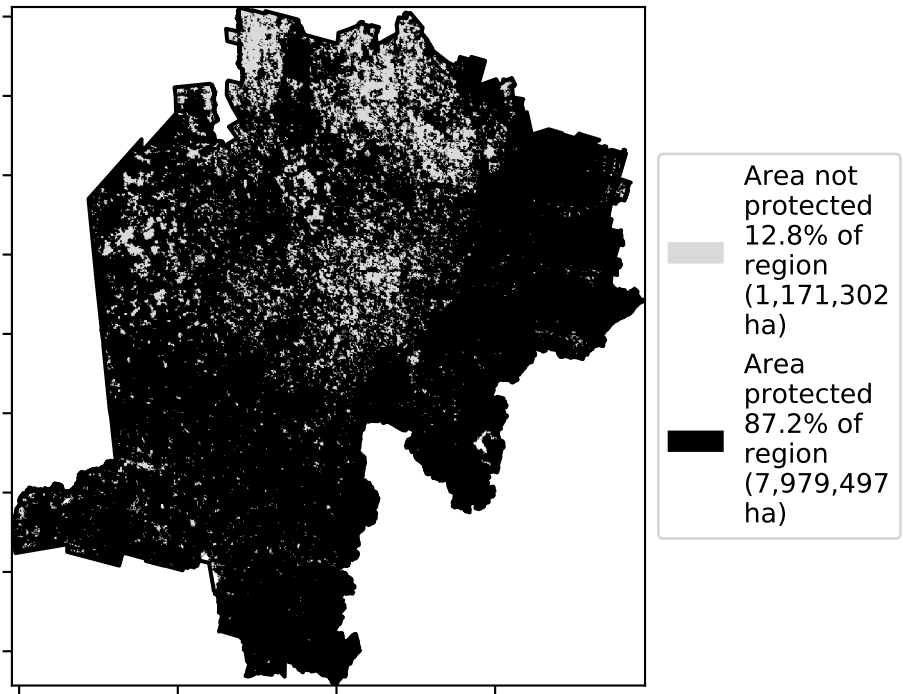 Area not
protected
12.8% of
region
(1,171,302
ha)
Area
protected
87.2% of
region
(7,979,497
ha)